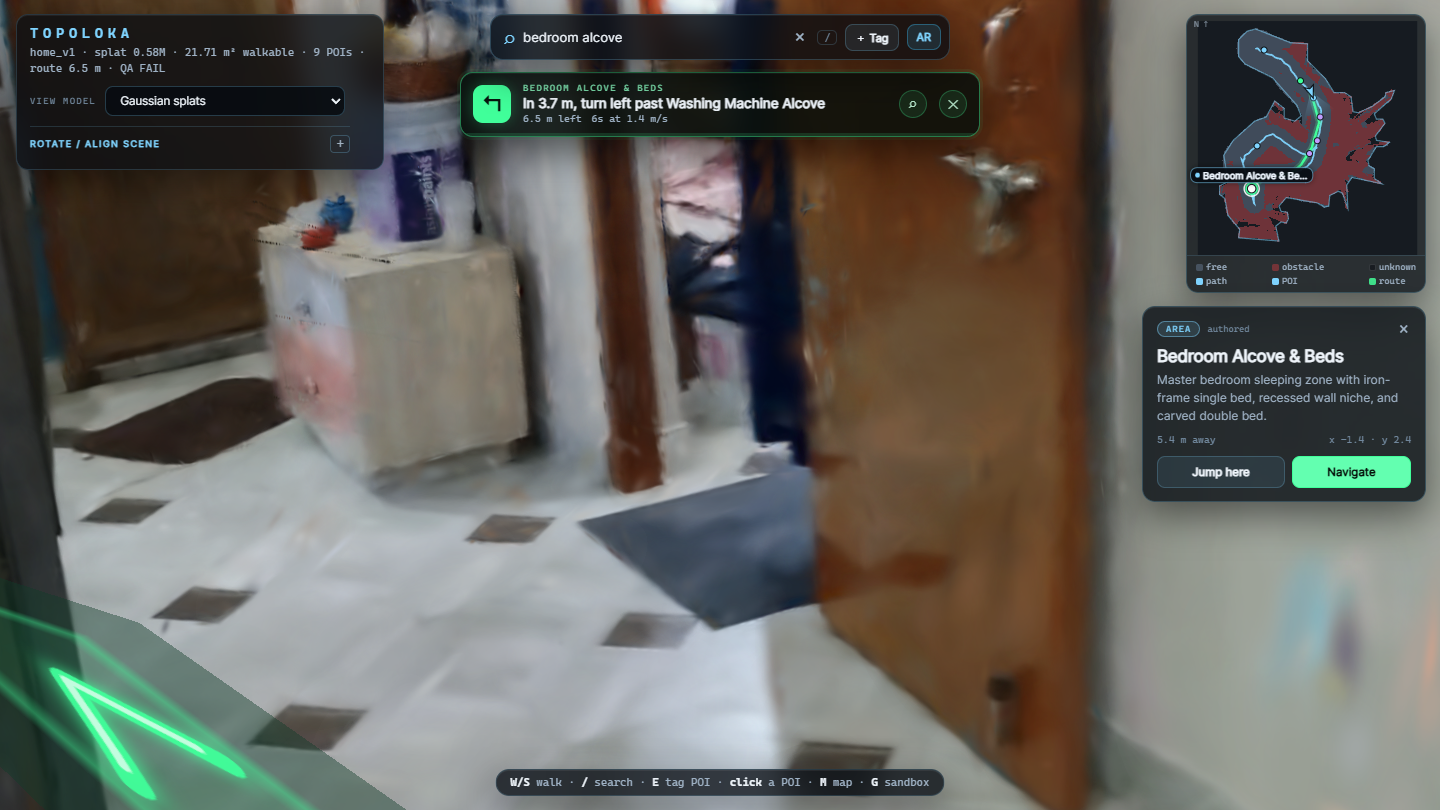 TOPOLOKA
home_v1 · splat 0.58M · 21.71 m² walkable · 9 POIs ·
route 6.5 m · QA FAIL
VIEW MODEL Gaussian splats
ROTATE / ALIGN SCENE +
bedroom alcove × / + Tag AR
BEDROOM ALCOVE & BEDS
In 3.7 m, turn left past Washing Machine Alcove
6.5 m left 6s at 1.4 m/s
N ↑
Bedroom Alcove & Be...
free obstacle unknown
path POI route
AREA authored ×
Bedroom Alcove & Beds
Master bedroom sleeping zone with iron-
frame single bed, recessed wall niche, and
carved double bed.
5.4 m away x −1.4 · y 2.4
Jump here Navigate
W/S walk · / search · E tag POI · click a POI · M map · G sandbox